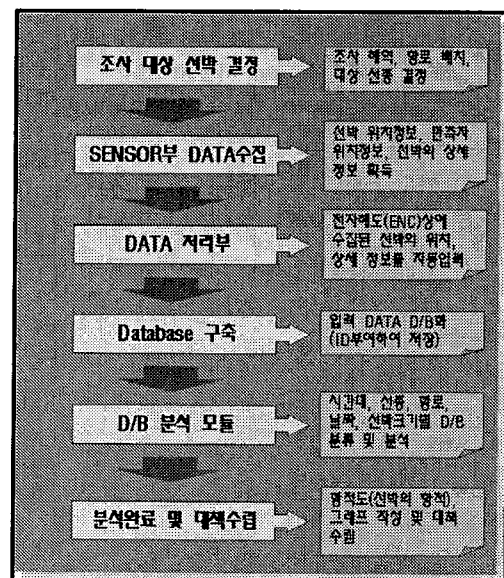 조사 대상 선박 결정
조사 해역, 항로 배치,
대상 선종 결정
SENSOR부 DATA수집
선박 위치정보, 관측자
위치정보, 선박의 상세
정보 획득
DATA 처리부
전자해도(ENC)상에
수집된 선박의 위치,
상세 정보를 자동입력
Database 구축
입력 DATA D/B화
(ID부여하여 저장)
D/B 분석 모듈
시간대, 선종, 항로,
날짜, 선박크기별 D/B
분류 및 분석
분석완료 및 대책수립
항적도(선박의 항적),
그래프 작성 및 대책
수립